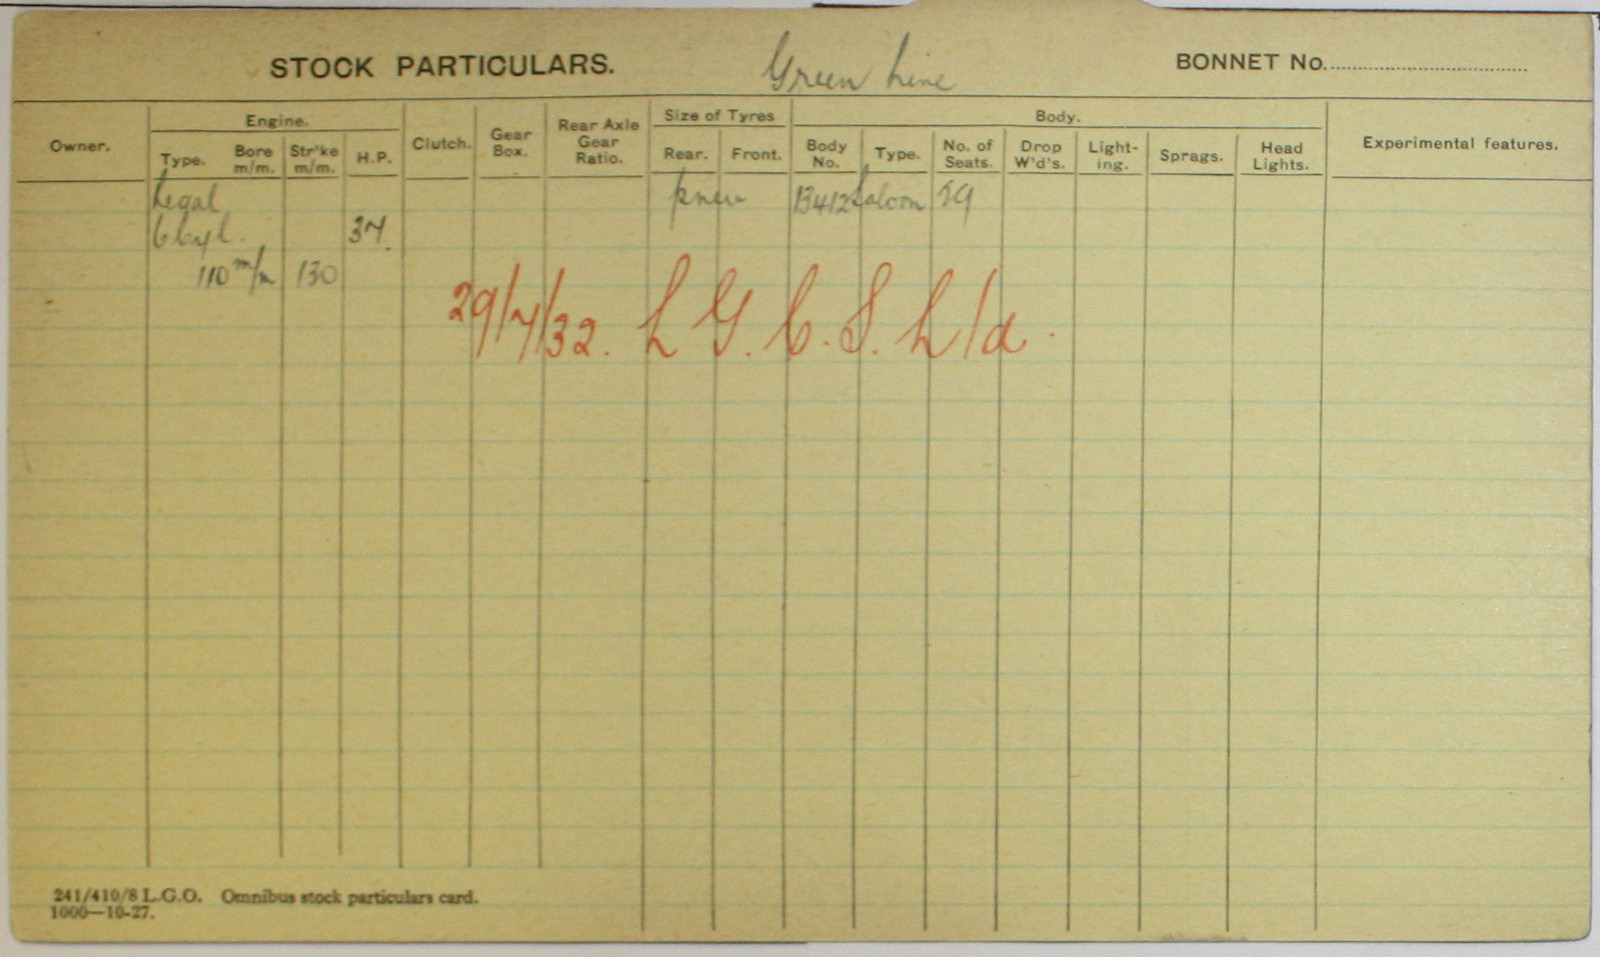 STOCK PARTICULARS. Green Line BONNET No.
Owner. Engine. Clutch. Gear Box. Rear Axle Gear Ratio. Size of Tyres Body. Experimental features.
Type. Bore m/m. Str'ke m/m. H.P. Rear. Front. Body No. Type. No. of Seats. Drop W'd's. Light-ing. Sprags. Head Lights.
Regal pneu 13412 Saloon 29
6 Cyl. 37.
110 m/m 130
29/7/32. L G. C. S. L/d.
241/410/8 L.G.O. Omnibus stock particulars card.
1000—10-27.